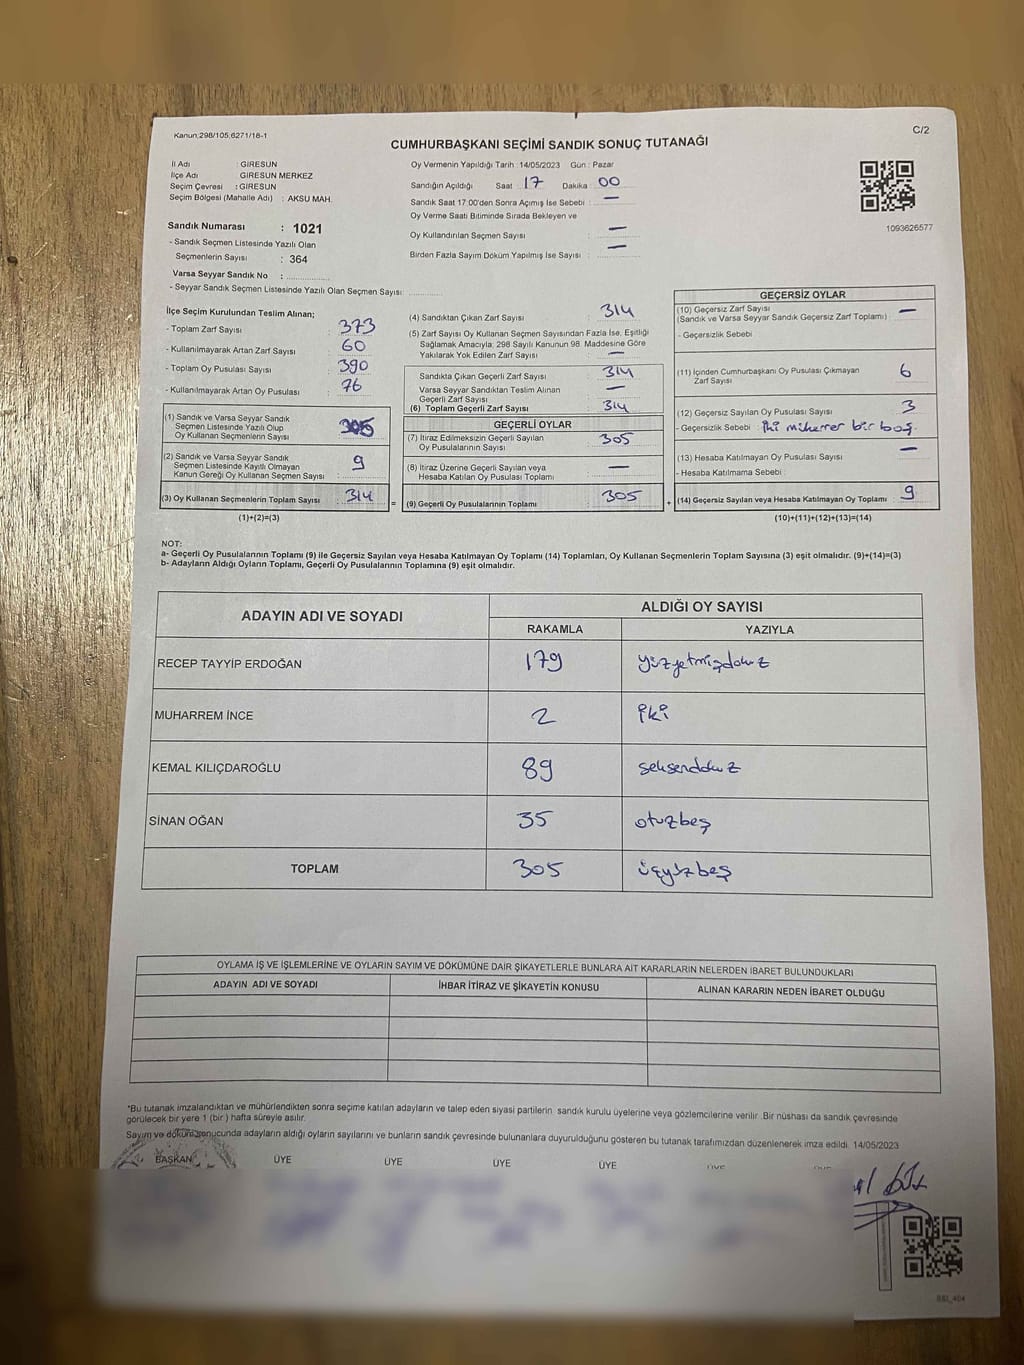 Kanun;298/105,6271/18-1
C/2
CUMHURBAŞKANI SEÇİMİ SANDIK SONUÇ TUTANAĞI
İl Adı : GİRESUN
İlçe Adı GİRESUN MERKEZ
Seçim Çevresi : GİRESUN
Seçim Bölgesi (Mahalle Adı) : AKSU MAH.
Oy Vermenin Yapıldığı Tarih :14/05/2023 Gün : Pazar
Sandığın Açıldığı Saat : 17 Dakika : 00
Sandık Saat 17:00'den Sonra Açımış İse Sebebi : —
Oy Verme Saati Bitiminde Sırada Bekleyen ve
Oy Kullandırılan Seçmen Sayısı : —
Birden Fazla Sayım Döküm Yapılmış İse Sayısı : —
1093626577
Sandık Numarası : 1021
- Sandık Seçmen Listesinde Yazılı Olan
Seçmenlerin Sayısı : 364
Varsa Seyyar Sandık No :
- Seyyar Sandık Seçmen Listesinde Yazılı Olan Seçmen Sayısı:
İlçe Seçim Kurulundan Teslim Alınan;
- Toplam Zarf Sayısı : 373
- Kullanılmayarak Artan Zarf Sayısı : 60
- Toplam Oy Pusulası Sayısı : 390
- Kullanılmayarak Artan Oy Pusulası : 76
(1) Sandık ve Varsa Seyyar Sandık
Seçmen Listesinde Yazılı Olup
Oy Kullanan Seçmenlerin Sayısı : 305
(2) Sandık ve Varsa Seyyar Sandık
Seçmen Listesinde Kayıtlı Olmayan
Kanun Gereği Oy Kullanan Seçmen Sayısı : 9
(3) Oy Kullanan Seçmenlerin Toplam Sayısı : 314 =
(1)+(2)=(3)
(4) Sandıktan Çıkan Zarf Sayısı : 314
(5) Zarf Sayısı Oy Kullanan Seçmen Sayısından Fazla İse, Eşitliği
Sağlamak Amacıyla; 298 Sayılı Kanunun 98. Maddesine Göre
Yakılarak Yok Edilen Zarf Sayısı : —
Sandıkta Çıkan Geçerli Zarf Sayısı : 314
Varsa Seyyar Sandıktan Teslim Alınan
Geçerli Zarf Sayısı : —
(6) Toplam Geçerli Zarf Sayısı : 314
GEÇERLİ OYLAR
(7) İtiraz Edilmeksizin Geçerli Sayılan
Oy Pusulalarının Sayısı : 305
(8) İtiraz Üzerine Geçerli Sayılan veya
Hesaba Katılan Oy Pusulası Toplamı : —
(9) Geçerli Oy Pusulalarının Toplamı : 305 +
GEÇERSİZ OYLAR
(10) Geçersiz Zarf Sayısı : —
(Sandık ve Varsa Seyyar Sandık Geçersiz Zarf Toplamı)
- Geçersizlik Sebebi
(11) İçinden Cumhurbaşkanı Oy Pusulası Çıkmayan
Zarf Sayısı : 6
(12) Geçersiz Sayılan Oy Pusulası Sayısı : 3
- Geçersizlik Sebebi : iki müherrer bir boş.
(13) Hesaba Katılmayan Oy Pusulası Sayısı : —
- Hesaba Katılmama Sebebi :
(14) Geçersiz Sayılan veya Hesaba Katılmayan Oy Toplamı : 9
(10)+(11)+(12)+(13)=(14)
NOT:
a- Geçerli Oy Pusulalarının Toplamı (9) ile Geçersiz Sayılan veya Hesaba Katılmayan Oy Toplamı (14) Toplamları, Oy Kullanan Seçmenlerin Toplam Sayısına (3) eşit olmalıdır. (9)+(14)=(3)
b- Adayların Aldığı Oyların Toplamı, Geçerli Oy Pusulalarının Toplamına (9) eşit olmalıdır.
ADAYIN ADI VE SOYADI
ALDIĞI OY SAYISI
RAKAMLA YAZIYLA
RECEP TAYYİP ERDOĞAN 179 yüzyetmişdokuz
MUHARREM İNCE 2 iki
KEMAL KILIÇDAROĞLU 89 seksendokuz
SİNAN OĞAN 35 otuzbeş
TOPLAM 305 üçyüzbeş
OYLAMA İŞ VE İŞLEMLERİNE VE OYLARIN SAYIM VE DÖKÜMÜNE DAİR ŞİKAYETLERLE BUNLARA AİT KARARLARIN NELERDEN İBARET BULUNDUKLARI
ADAYIN ADI VE SOYADI İHBAR İTİRAZ VE ŞİKAYETİN KONUSU ALINAN KARARIN NEDEN İBARET OLDUĞU
*Bu tutanak imzalandıktan ve mühürlendikten sonra seçime katılan adayların ve talep eden siyasi partilerin sandık kurulu üyelerine veya gözlemcilerine verilir. Bir nüshası da sandık çevresinde
görülecek bir yere 1 (bir ) hafta süreyle asılır.
Sayım ve döküm sonucunda adayların aldığı oyların sayılarını ve bunların sandık çevresinde bulunanlara duyurulduğunu gösteren bu tutanak tarafımızdan düzenlenerek imza edildi. 14/05/2023
BAŞKAN ÜYE ÜYE ÜYE ÜYE ÜYE